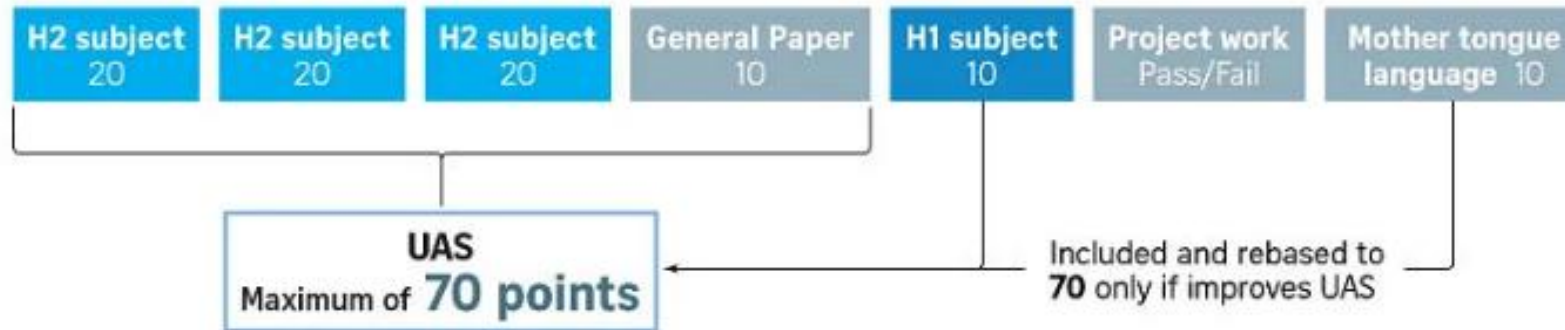 H2 subject
20
H2 subject
20
H2 subject
20
General Paper
10
H1 subject
10
Project work
Pass/Fail
Mother tongue
language 10
UAS
Maximum of 70 points
Included and rebased to
70 only if improves UAS